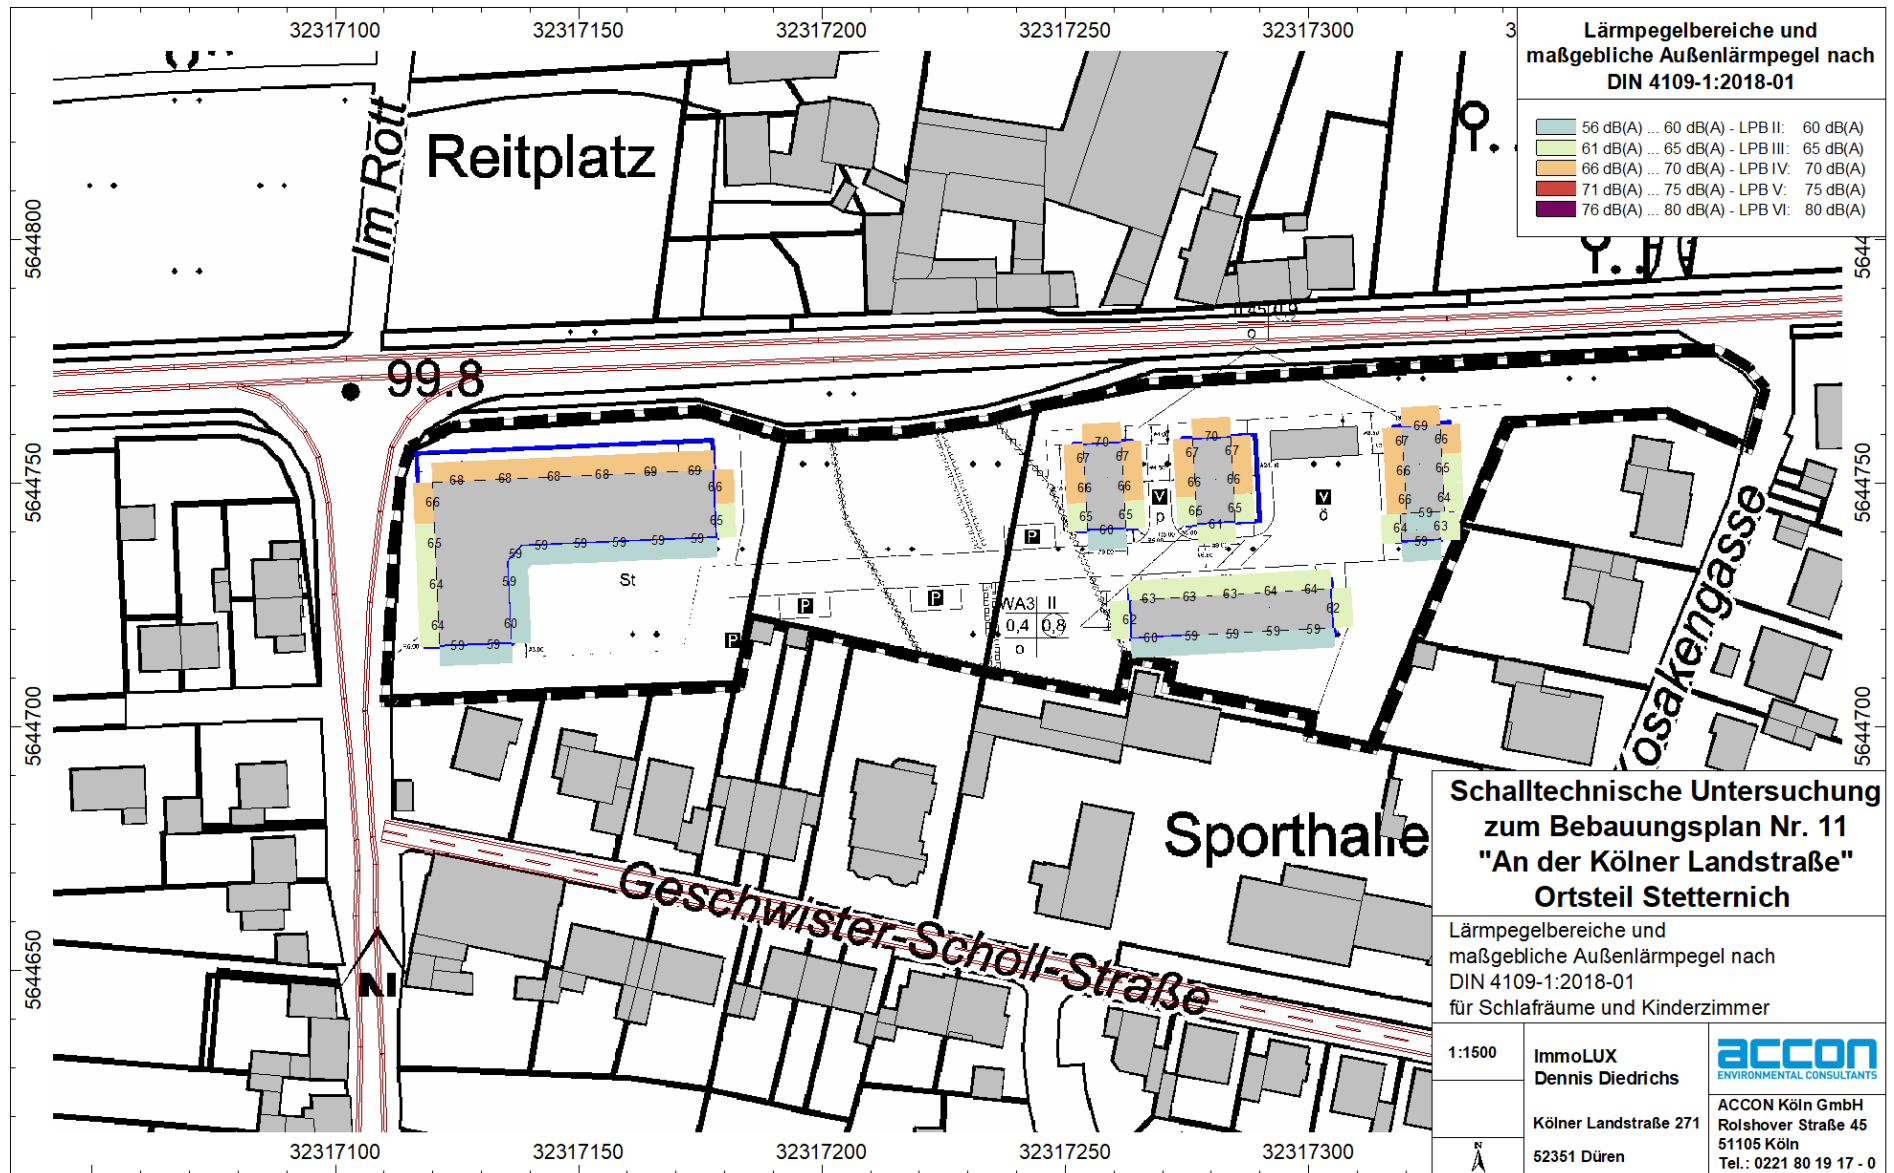 32317100 32317150 32317200 32317250 32317300
Lärmpegelbereiche und
maßgebliche Außenlärmpegel nach
DIN 4109-1:2018-01
56 dB(A) ... 60 dB(A) - LPB II: 60 dB(A)
61 dB(A) ... 65 dB(A) - LPB III: 65 dB(A)
66 dB(A) ... 70 dB(A) - LPB IV: 70 dB(A)
71 dB(A) ... 75 dB(A) - LPB V: 75 dB(A)
76 dB(A) ... 80 dB(A) - LPB VI: 80 dB(A)
5644800
Im Rott
Reitplatz
99.8
5644750
5644750
68 68 68 68 69 69
66 66
65 65
64
64
59 59 59 59 59 59
59
60
59 59
St
70
67 67
66 66
65 65
60
70
67 67
66 66
65 65
61
69
67 66
66 65
66 64
59
64 63
59
V
p
V
ö
P
P
P
P
WA3 II
0,4 0,8
o
o
63 63 63 64 64
62 62
60 59 59 59 59
5644700
5644700
Sporthalle
Geschwister-Scholl-Straße
5644650
N
Schalltechnische Untersuchung
zum Bebauungsplan Nr. 11
"An der Kölner Landstraße"
Ortsteil Stetternich
Lärmpegelbereiche und
maßgebliche Außenlärmpegel nach
DIN 4109-1:2018-01
für Schlafräume und Kinderzimmer
1:1500
ImmoLUX
Dennis Diedrichs
Kölner Landstraße 271
52351 Düren
N
accon
ENVIRONMENTAL CONSULTANTS
ACCON Köln GmbH
Rolshover Straße 45
51105 Köln
Tel.: 0221 80 19 17 - 0
32317100 32317150 32317200 32317250 32317300